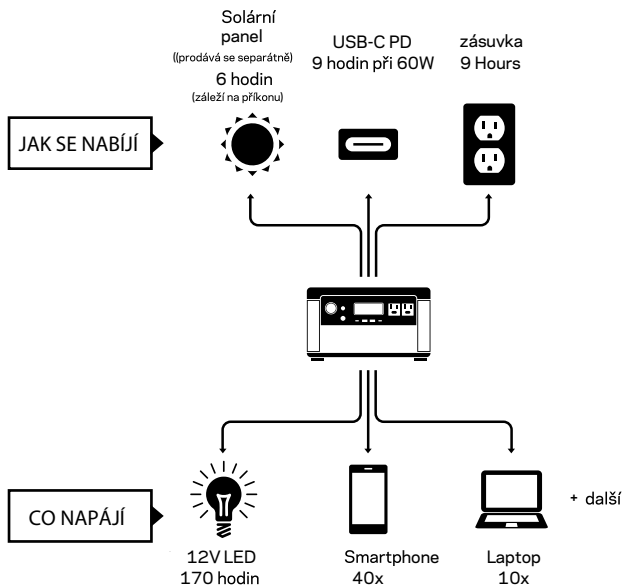 Solární
panel
((prodává se separátně)
6 hodin
(záleží na příkonu)
USB-C PD
9 hodin při 60W
zásuvka
9 Hours
JAK SE NABÍJÍ
CO NAPÁJÍ
12V LED
170 hodin
Smartphone
40x
Laptop
10x
+ další